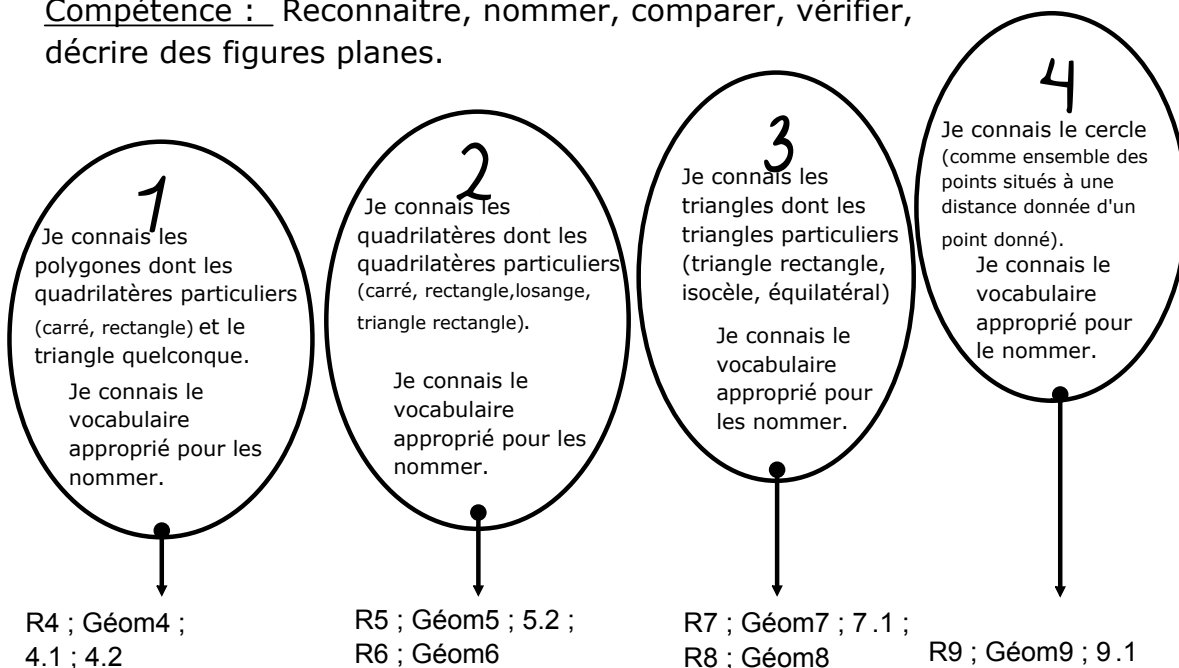 Compétence : Reconnaitre, nommer, comparer, vérifier,
décrire des figures planes.
1
Je connais les
polygones dont les
quadrilatères particuliers
(carré, rectangle) et le
triangle quelconque.
Je connais le
vocabulaire
approprié pour les
nommer.
R4 ; Géom4 ;
4.1 ; 4.2
2
Je connais les
quadrilatères dont les
quadrilatères particuliers
(carré, rectangle,losange,
triangle rectangle).
Je connais le
vocabulaire
approprié pour les
nommer.
R5 ; Géom5 ; 5.2 ;
R6 ; Géom6
3
Je connais les
triangles dont les
triangles particuliers
(triangle rectangle,
isocèle, équilatéral)
Je connais le
vocabulaire
approprié pour
les nommer.
R7 ; Géom7 ; 7.1 ;
R8 ; Géom8
4
Je connais le cercle
(comme ensemble des
points situés à une
distance donnée d'un
point donné).
Je connais le
vocabulaire
approprié pour
le nommer.
R9 ; Géom9 ; 9.1